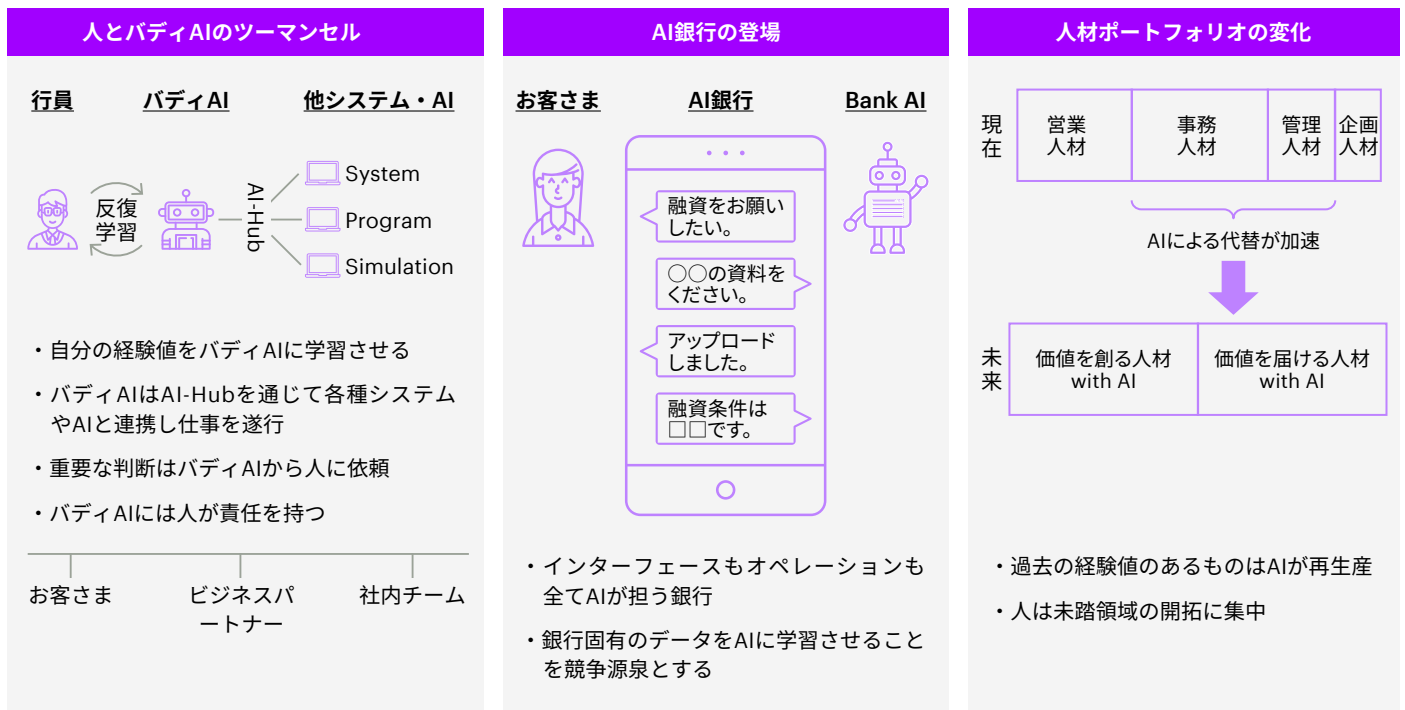 人とバディAIのツーマンセル
行員
バディAI
他システム・AI
反復
学習
AI-Hub
System
Program
Simulation
・自分の経験値をバディAIに学習させる
・バディAIはAI-Hubを通じて各種システム
やAIと連携し仕事を遂行
・重要な判断はバディAIから人に依頼
・バディAIには人が責任を持つ
お客さま
ビジネスパ
ートナー
社内チーム
AI銀行の登場
お客さま
AI銀行
Bank AI
融資をお願い
したい。
○○の資料を
ください。
アップロード
しました。
融資条件は
□□です。
・インターフェースもオペレーションも
全てAIが担う銀行
・銀行固有のデータをAIに学習させること
を競争源泉とする
人材ポートフォリオの変化
現
在
営業
人材
事務
人材
管理
人材
企画
人材
AIによる代替が加速
未
来
価値を創る人材
with AI
価値を届ける人材
with AI
・過去の経験値のあるものはAIが再生産
・人は未踏領域の開拓に集中